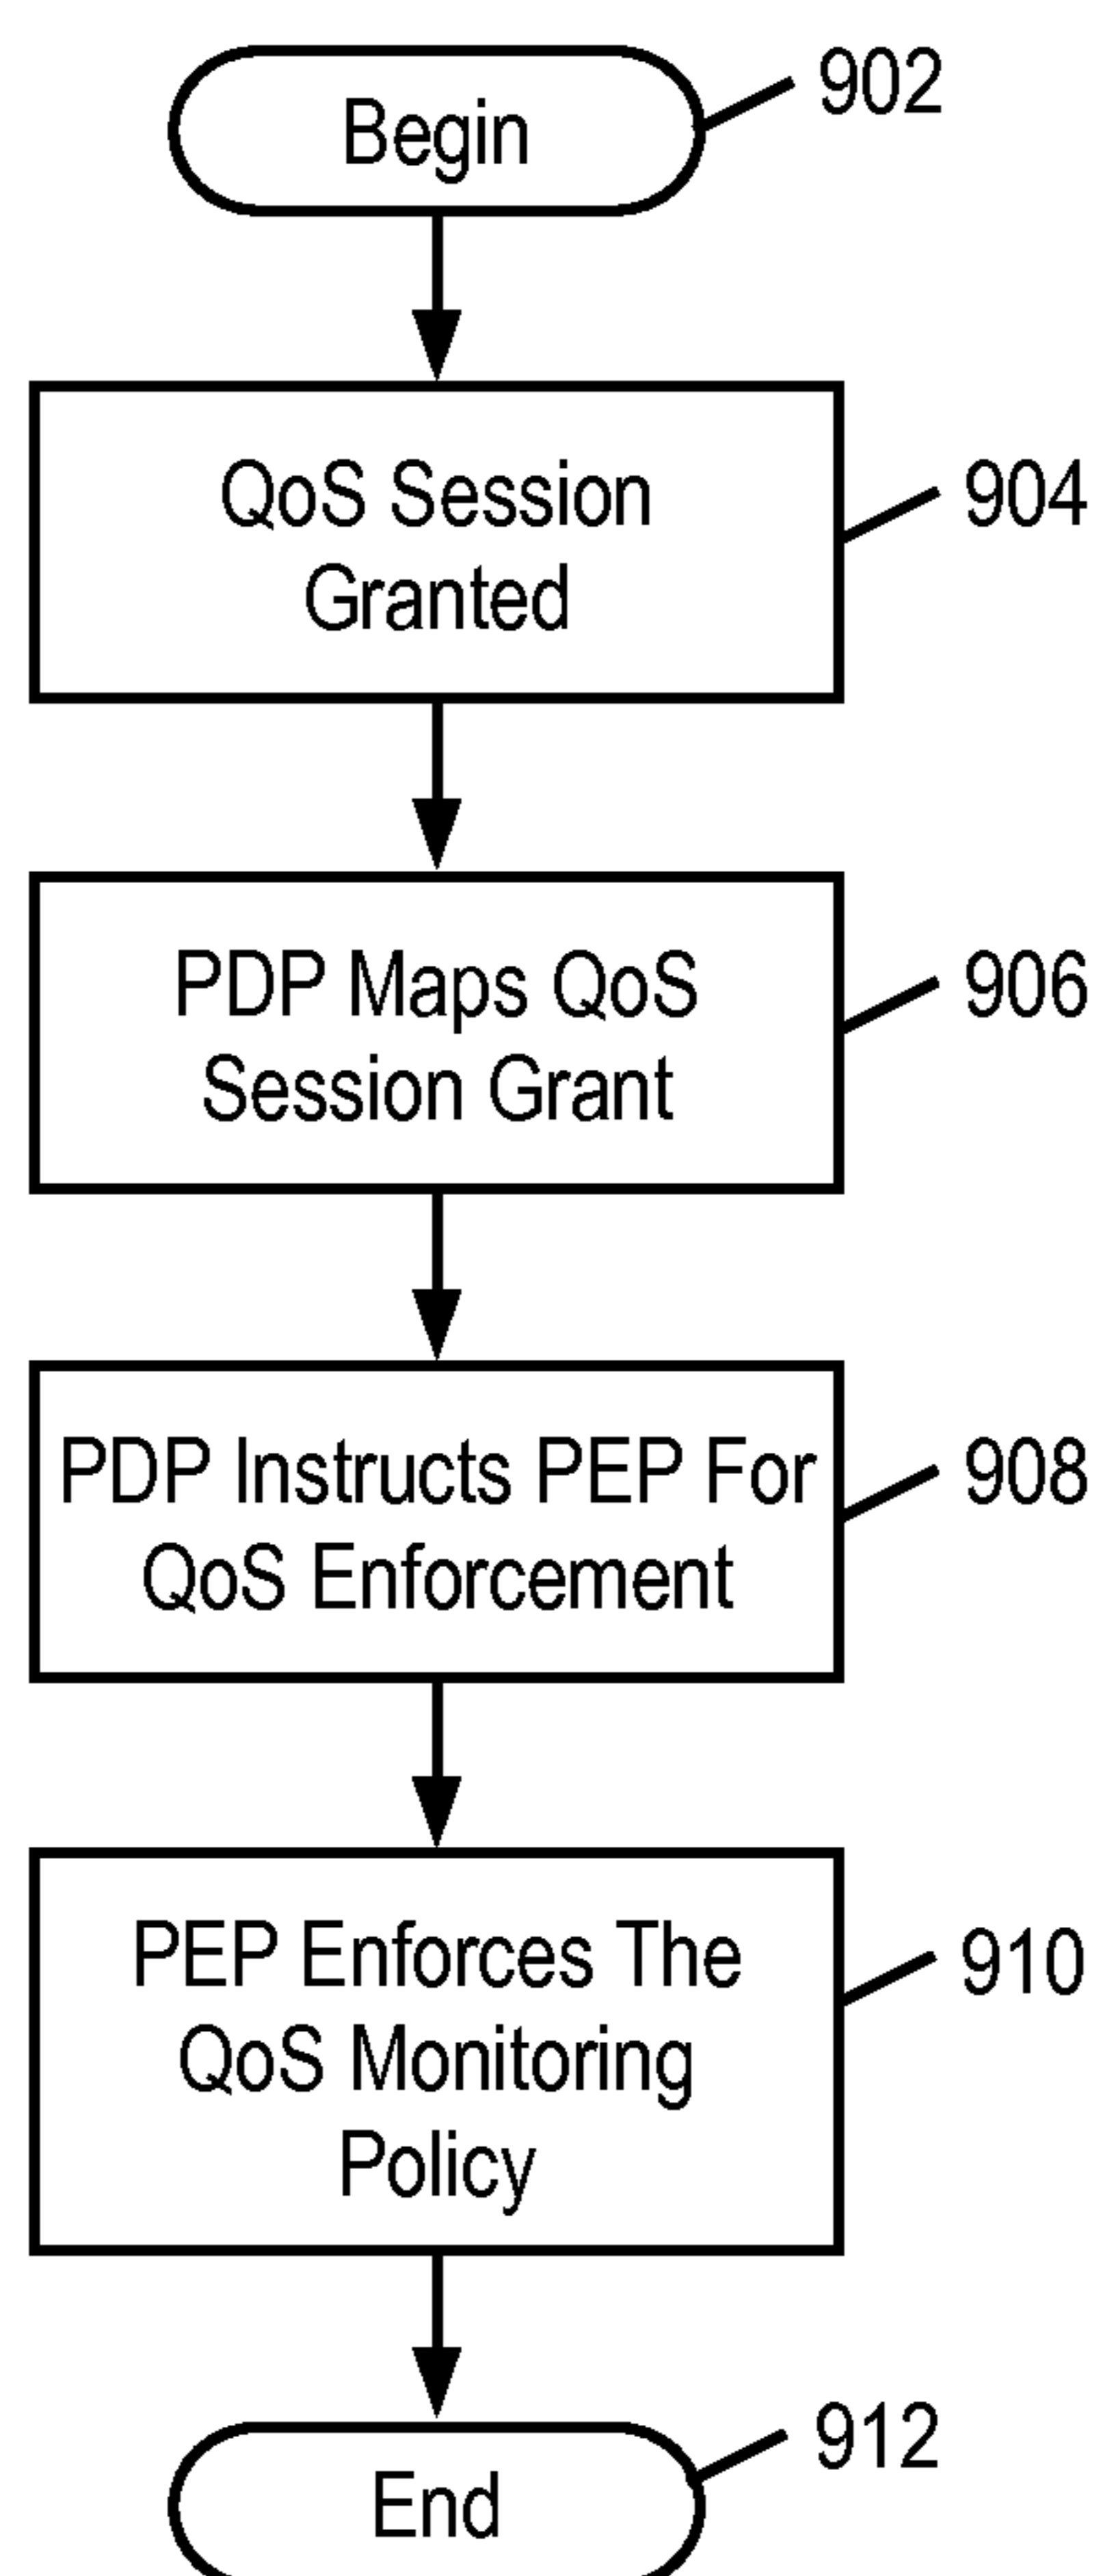 Begin
902
QoS Session
Granted
904
PDP Maps QoS
Session Grant
906
PDP Instructs PEP For
QoS Enforcement
908
PEP Enforces The
QoS Monitoring
Policy
910
End
912